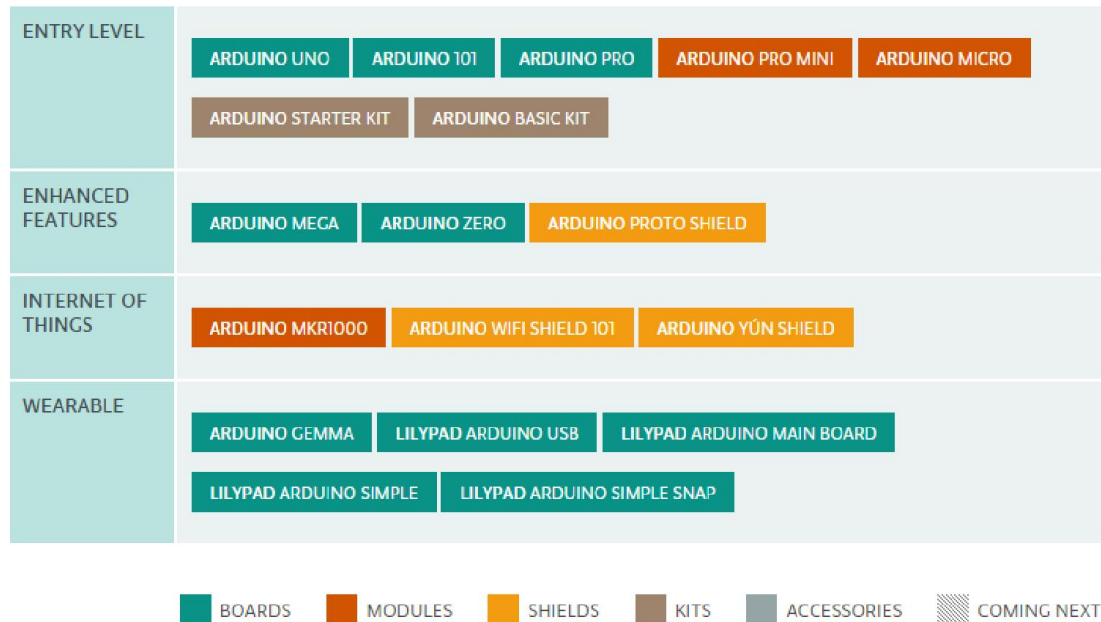 ENTRY LEVEL
ARDUINO UNO ARDUINO 101 ARDUINO PRO ARDUINO PRO MINI ARDUINO MICRO
ARDUINO STARTER KIT ARDUINO BASIC KIT
ENHANCED
FEATURES
ARDUINO MEGA ARDUINO ZERO ARDUINO PROTO SHIELD
INTERNET OF
THINGS
ARDUINO MKR1000 ARDUINO WIFI SHIELD 101 ARDUINO YÚN SHIELD
WEARABLE
ARDUINO GEMMA LILYPAD ARDUINO USB LILYPAD ARDUINO MAIN BOARD
LILYPAD ARDUINO SIMPLE LILYPAD ARDUINO SIMPLE SNAP
BOARDS MODULES SHIELDS KITS ACCESSORIES COMING NEXT